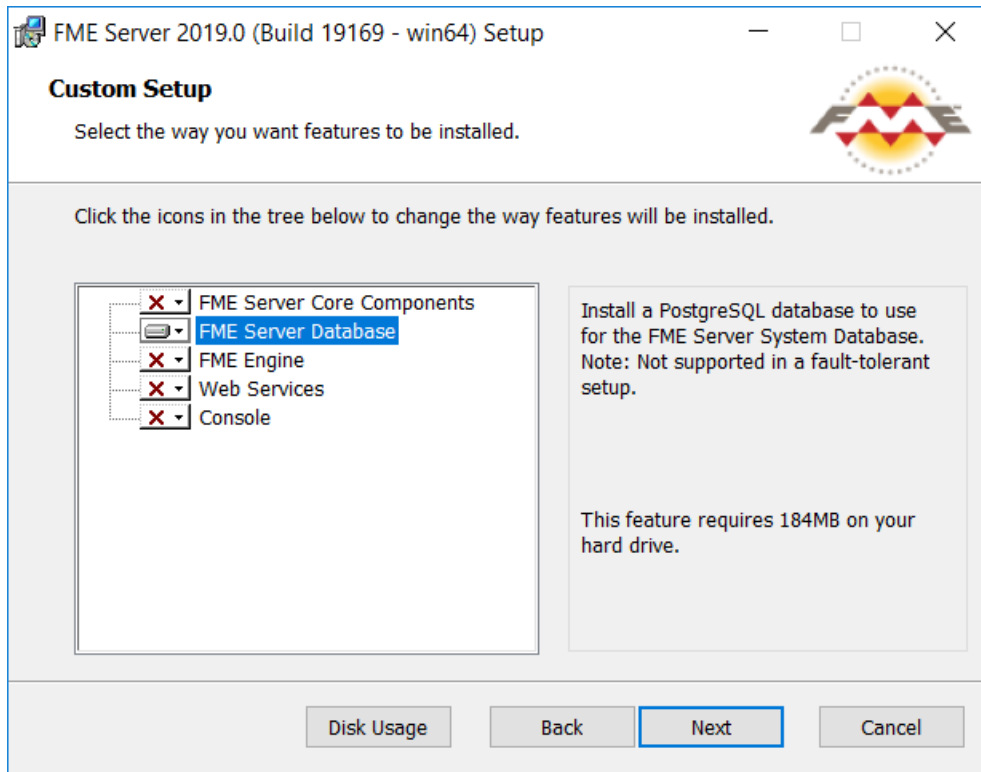 FME Server 2019.0 (Build 19169 - win64) Setup
Custom Setup
Select the way you want features to be installed.
FME
Click the icons in the tree below to change the way features will be installed.
FME Server Core Components
FME Server Database
FME Engine
Web Services
Console
Install a PostgreSQL database to use
for the FME Server System Database.
Note: Not supported in a fault-tolerant
setup.
This feature requires 184MB on your
hard drive.
Disk Usage
Back
Next
Cancel